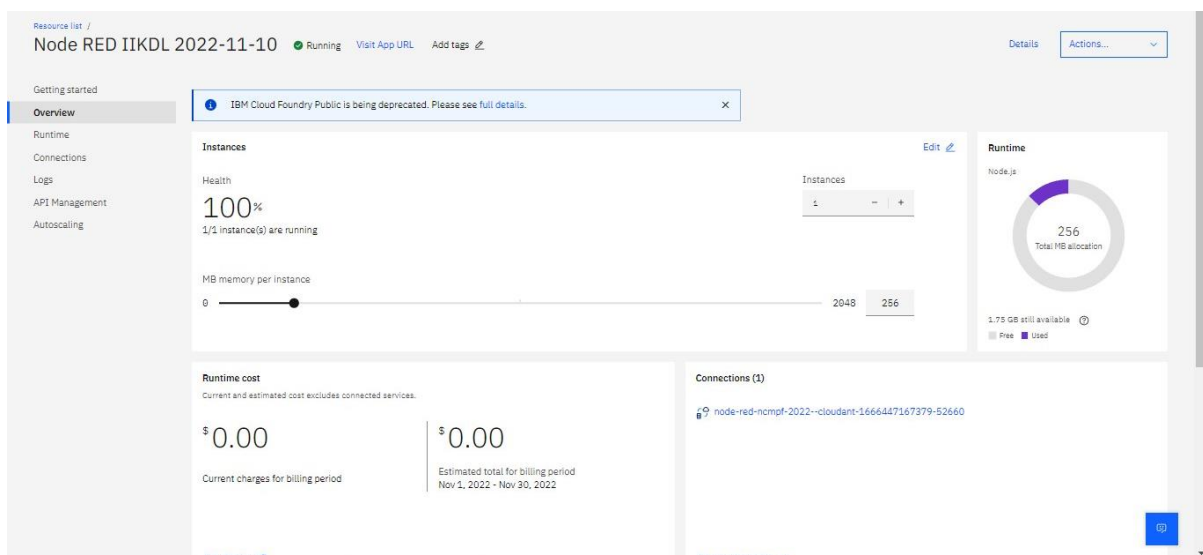 Resource list /
Node RED IIKDL 2022-11-10 Running Visit App URL Add tags
Details Actions...
Getting started
Overview
Runtime
Connections
Logs
API Management
Autoscaling
IBM Cloud Foundry Public is being deprecated. Please see full details.
Instances Edit
Health
100%
1/1 instance(s) are running
Instances
1 - +
MB memory per instance
0 2048 256
Runtime
Node.js
256
Total MB allocation
1.75 GB still available
Free Used
Runtime cost
Current and estimated cost excludes connected services.
$0.00
Current charges for billing period
$0.00
Estimated total for billing period
Nov 1, 2022 - Nov 30, 2022
Connections (1)
node-red-ncmpf-2022--cloudant-1666447167379-52660